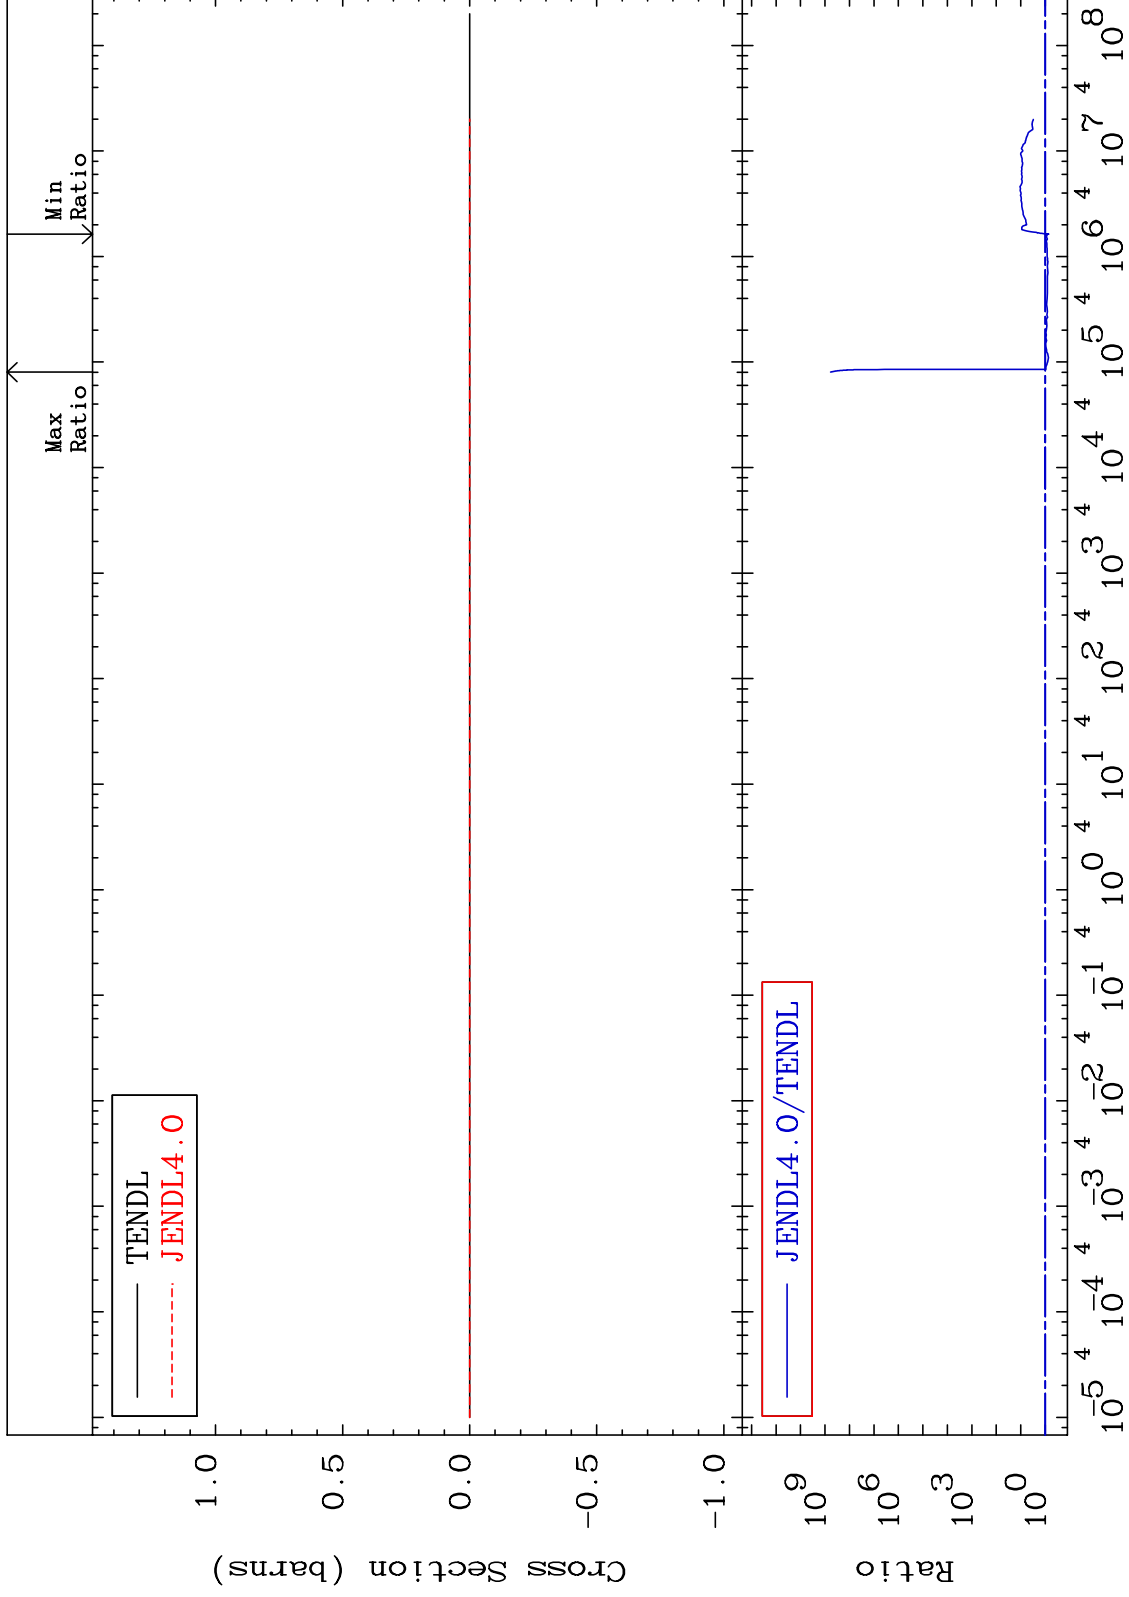 Max
Ratio
Min
Ratio
TENDL
JENDL4.0
1.0
0.5
0.0
-0.5
-1.0
Cross Section (barns)
JENDL4.0/TENDL
10^9
10^6
10^3
10^0
Ratio
10^-5 4 10^-4 4 10^-3 4 10^-2 4 10^-1 4 10^0 4 10^1 4 10^2 4 10^3 4 10^4 4 10^5 4 10^6 4 10^7 4 10^8